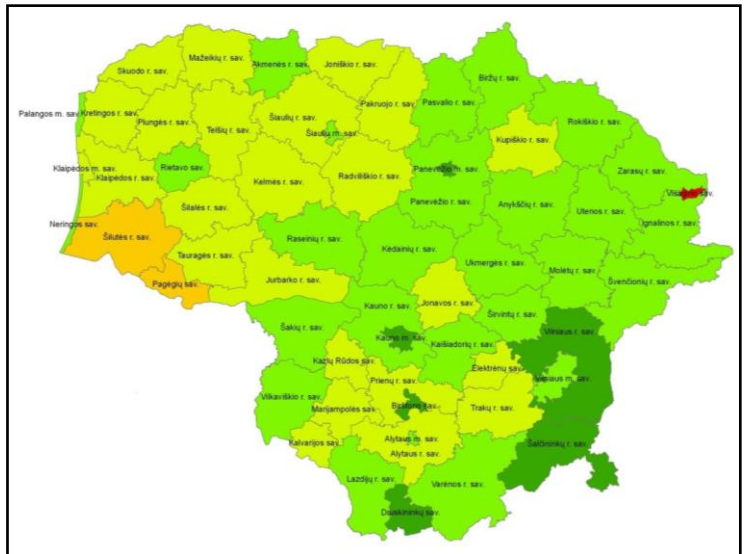 Skuodo r. sav.
Mažeikių r. sav.
Akmenės r. sav.
Joniškio r. sav.
Biržų r. sav.
Pasvalio r. sav.
Pakruojo r. sav.
Palangos m. sav.
Kretingos r. sav.
Plungės r. sav.
Telšių r. sav.
Šiaulių r. sav.
Šiaulių m. sav.
Rokiškio r. sav.
Kupiškio r. sav.
Klaipėdos m. sav.
Klaipėdos r. sav.
Rietavo sav.
Kelmės r. sav.
Radviliškio r. sav.
Panevėžio m. sav.
Zarasų r. sav.
Panevėžio r. sav.
Anykščių r. sav.
Utenos r. sav.
Ignalinos r. sav.
Neringos sav.
Šilutės r. sav.
Šilalės r. sav.
Raseinių r. sav.
Kėdainių r. sav.
Tauragės r. sav.
Ukmergės r. sav.
Molėtų r. sav.
Švenčionių r. sav.
Pagėgių sav.
Jurbarko r. sav.
Jonavos r. sav.
Kauno r. sav.
Širvintų r. sav.
Šakių r. sav.
Kauno m. sav.
Kaišiadorių r. sav.
Vilniaus r. sav.
Kazlų Rūdos sav.
Elektrėnų sav.
Prienų r. sav.
Vilniaus m. sav.
Vilkaviškio r. sav.
Marijampolės sav.
Birštono sav.
Trakų r. sav.
Kalvarijos sav.
Alytaus m. sav.
Alytaus r. sav.
Šalčininkų r. sav.
Lazdijų r. sav.
Varėnos r. sav.
Druskininkų sav.